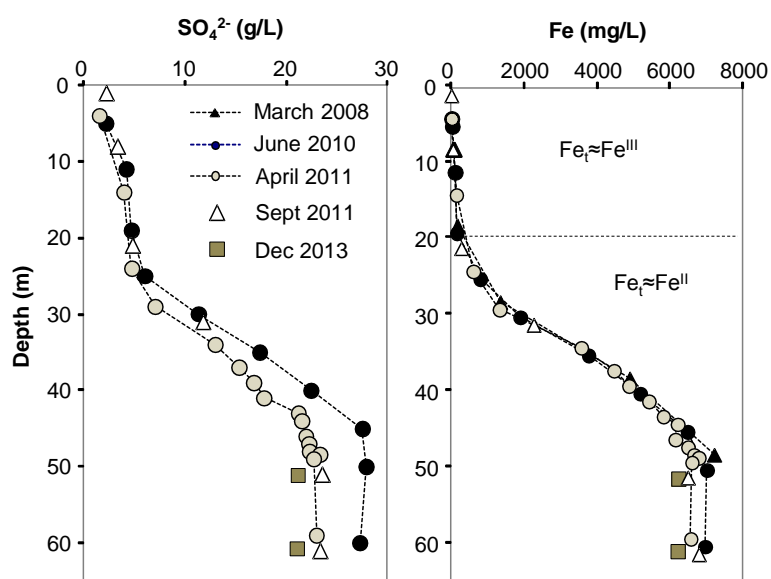 SO₄²⁻ (g/L)
0 10 20 30
0
10
20
30
40
50
60
Depth (m)
March 2008
June 2010
April 2011
Sept 2011
Dec 2013
Fe (mg/L)
0 2000 4000 6000 8000
0
10
20
30
40
50
60
Feₜ≈Feᴵᴵᴵ
Feₜ≈Feᴵᴵ